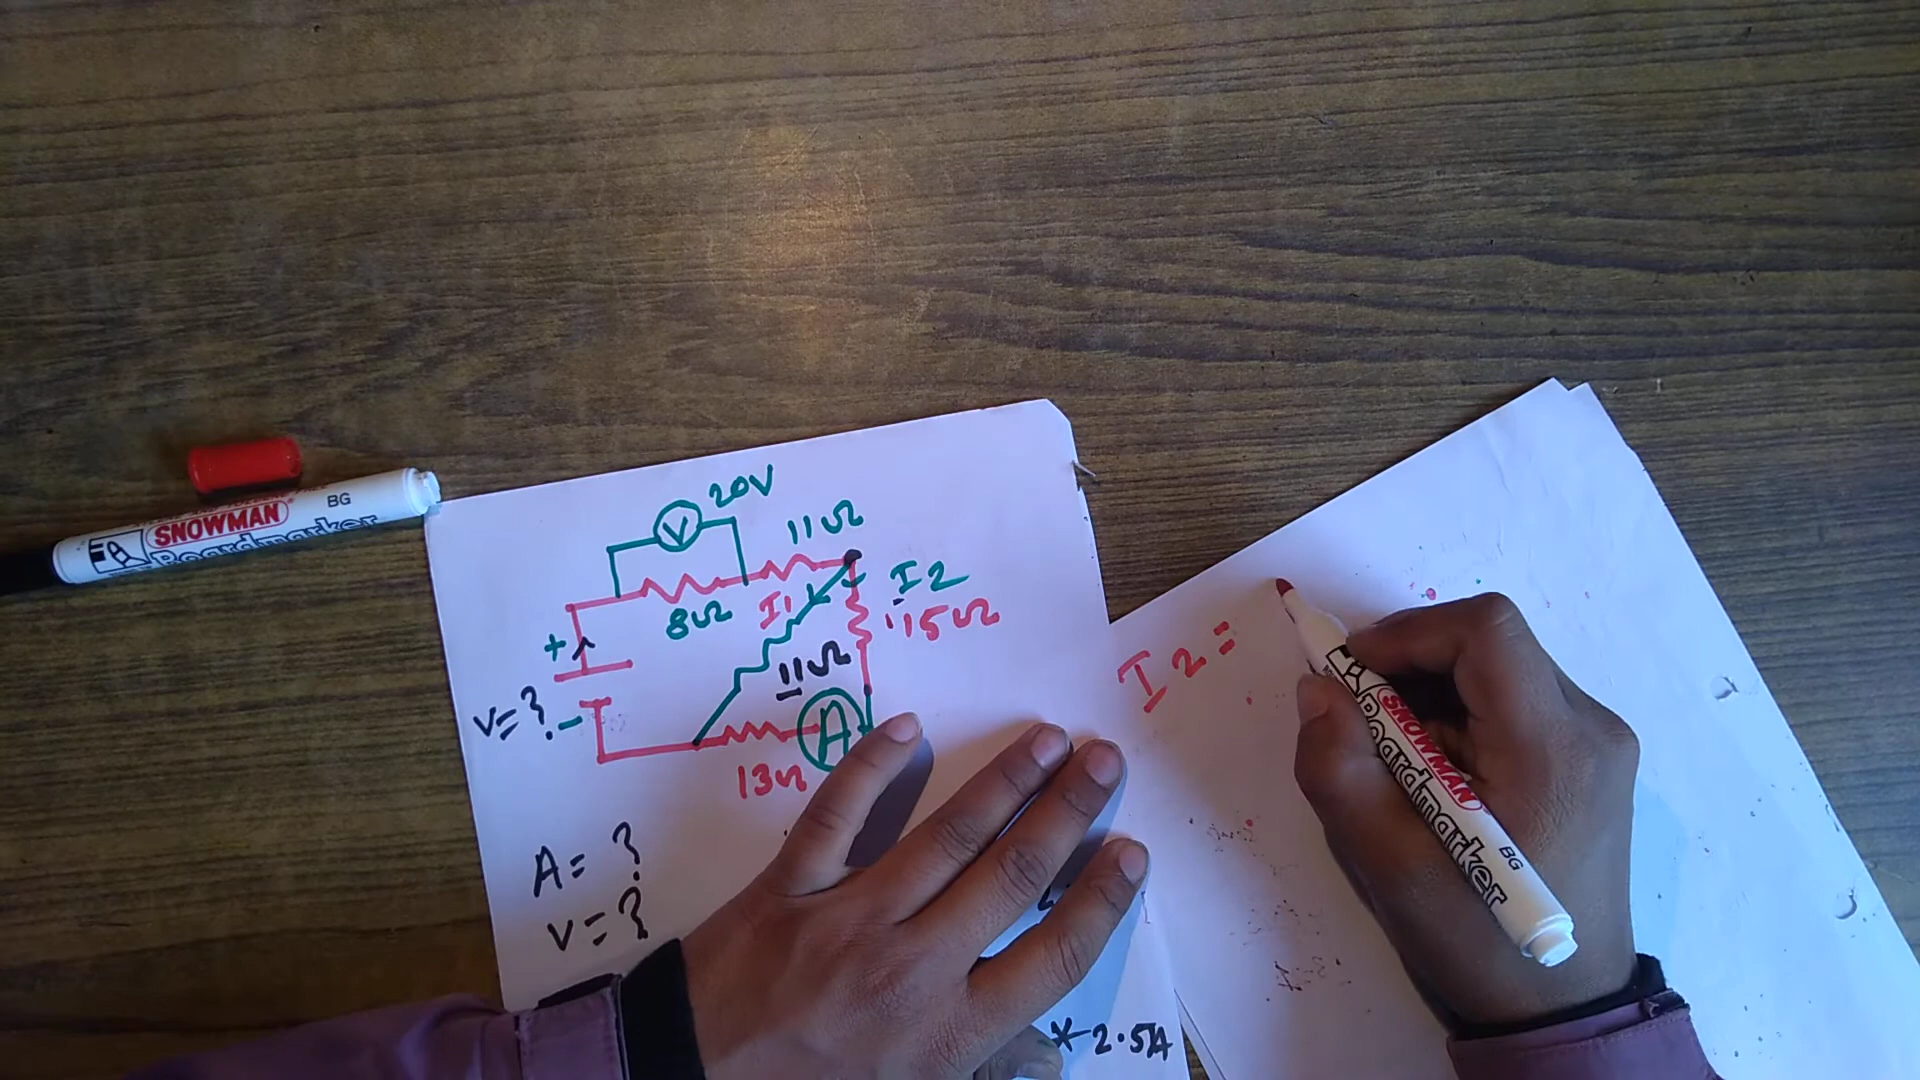 20V
V
11Ω
8Ω
I1
I2
15Ω
11Ω
+
V=?
-
A
13Ω
A=?
V=?
*2.5A
I2=
SNOWMAN
Boardmarker
BG
SNOWMAN
Boardmarker
BG